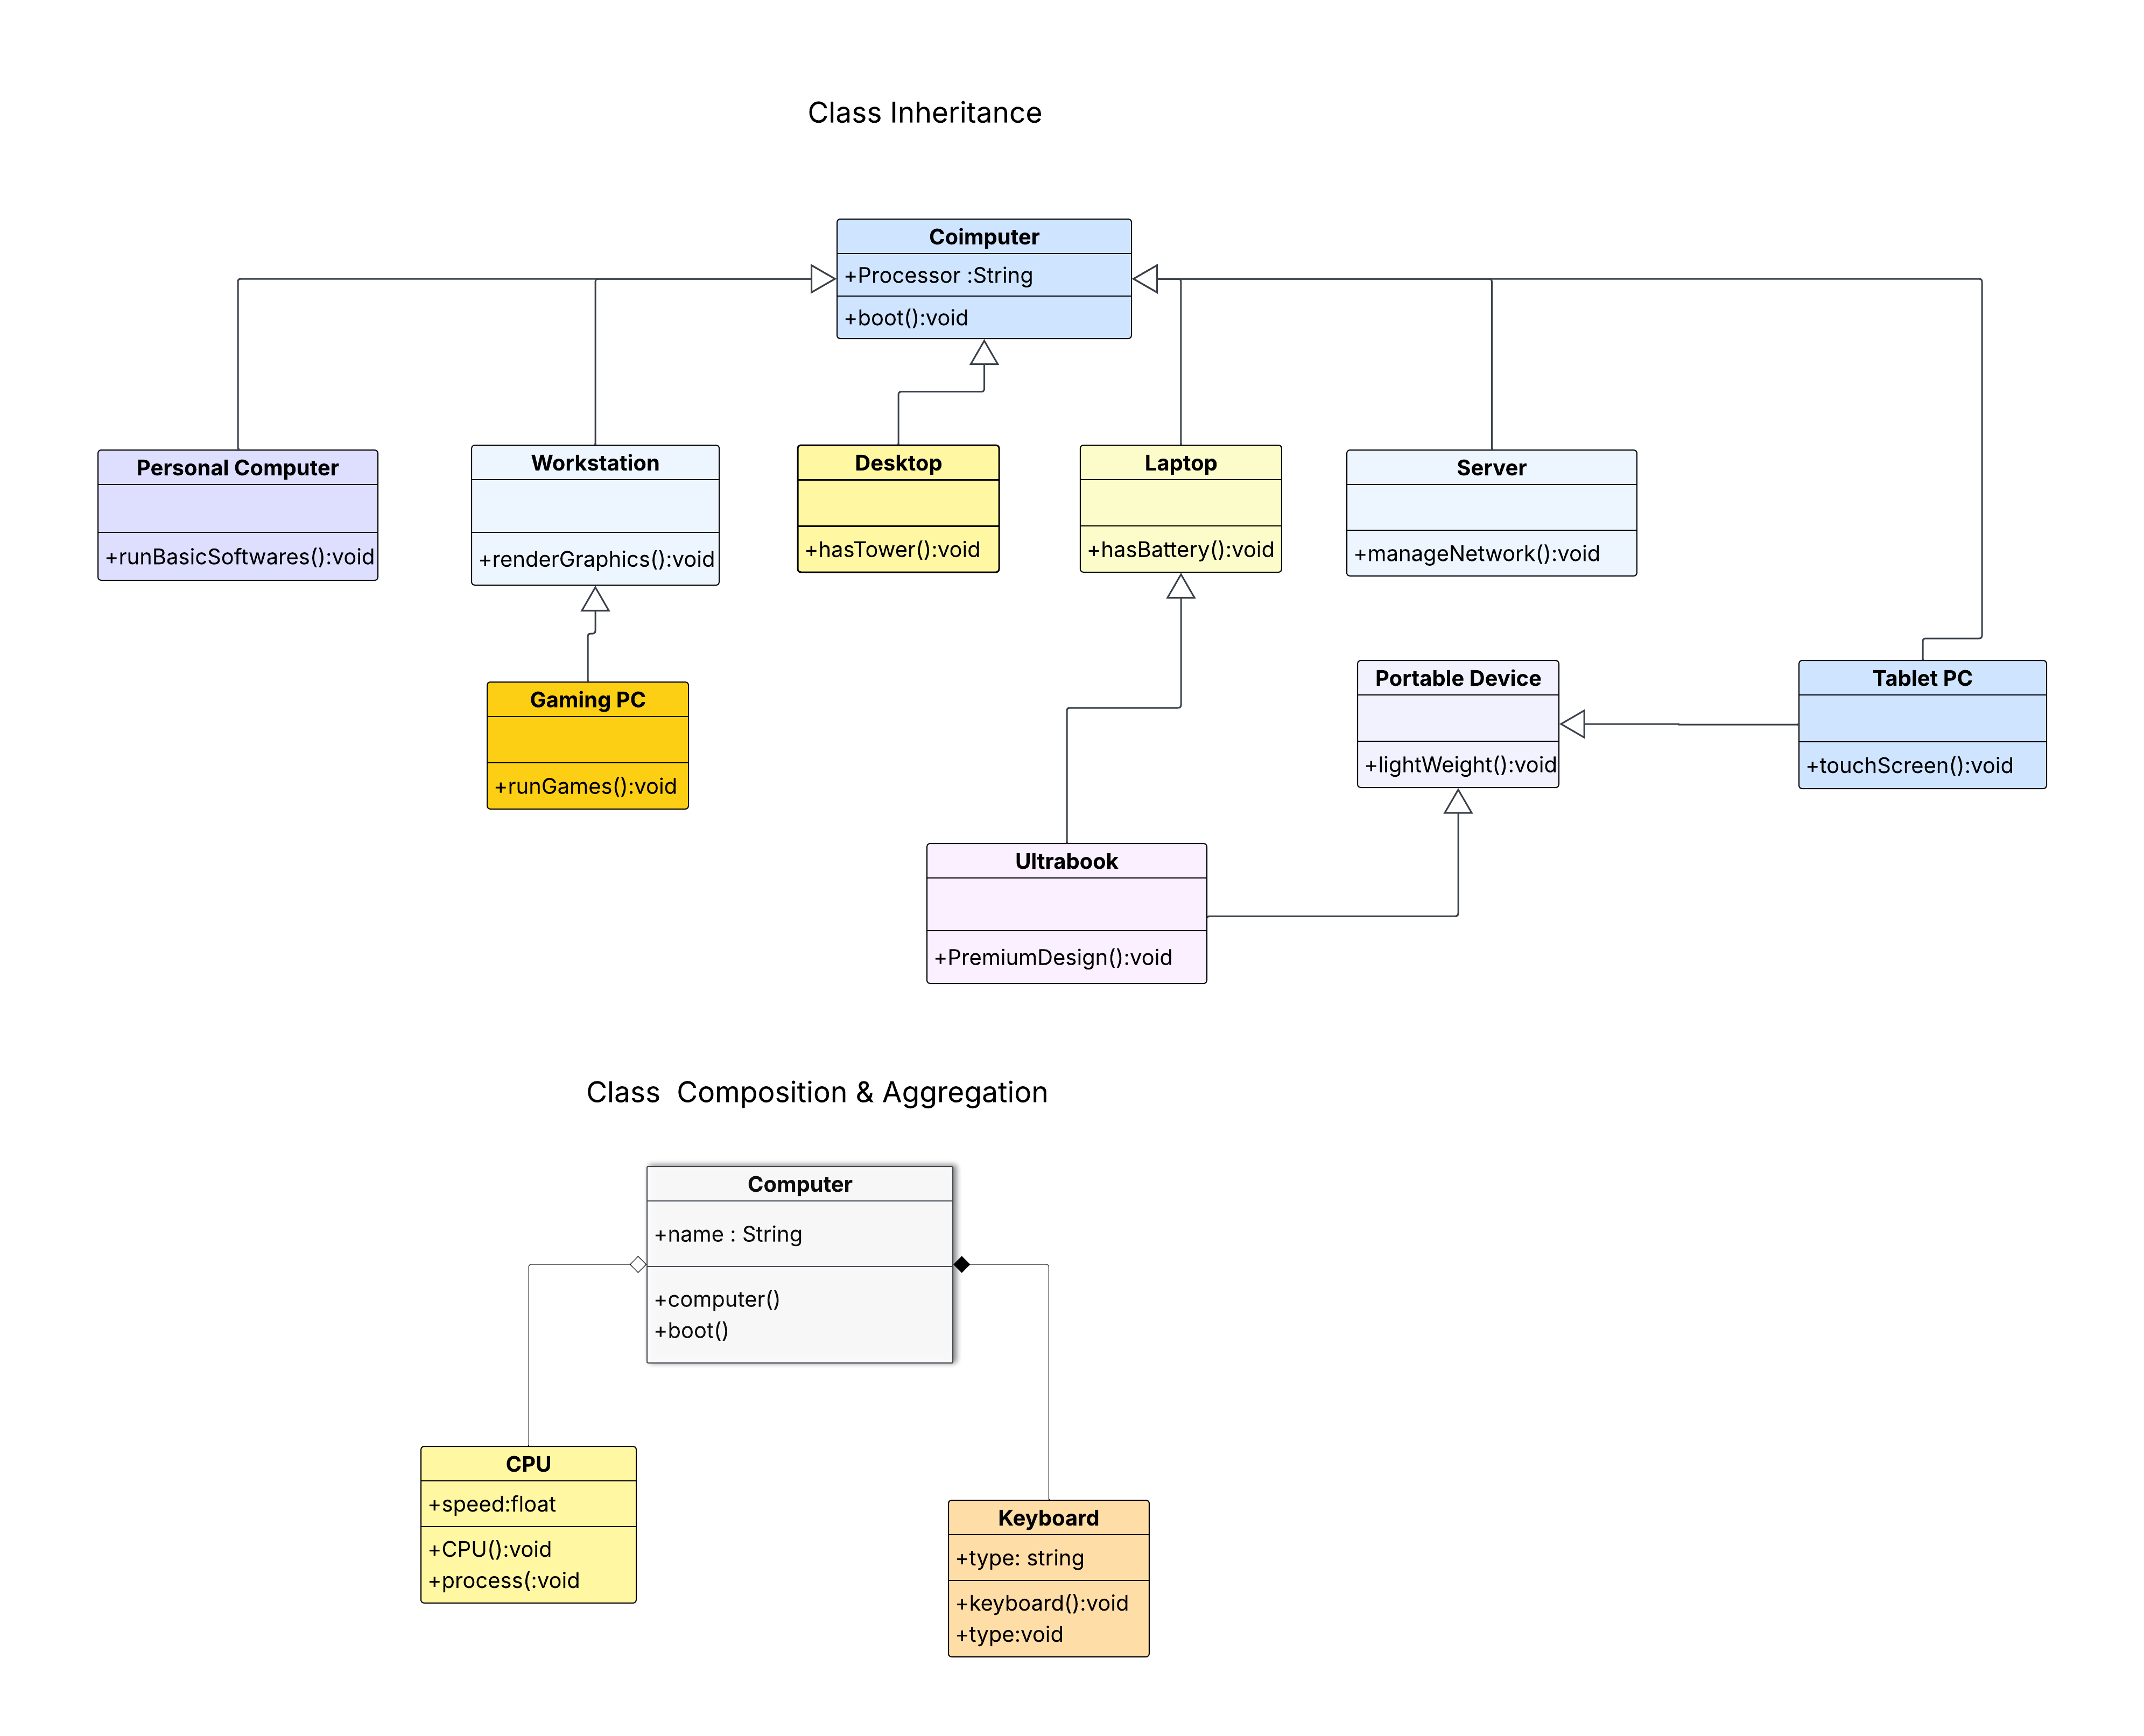 Class Inheritance
Coimputer
+Processor :String
+boot():void
Personal Computer
+runBasicSoftwares():void
Workstation
+renderGraphics():void
Desktop
+hasTower():void
Laptop
+hasBattery():void
Server
+manageNetwork():void
Gaming PC
+runGames():void
Portable Device
+lightWeight():void
Tablet PC
+touchScreen():void
Ultrabook
+PremiumDesign():void
Class  Composition & Aggregation
Computer
+name : String
+computer()
+boot()
CPU
+speed:float
+CPU():void
+process(:void
Keyboard
+type: string
+keyboard():void
+type:void